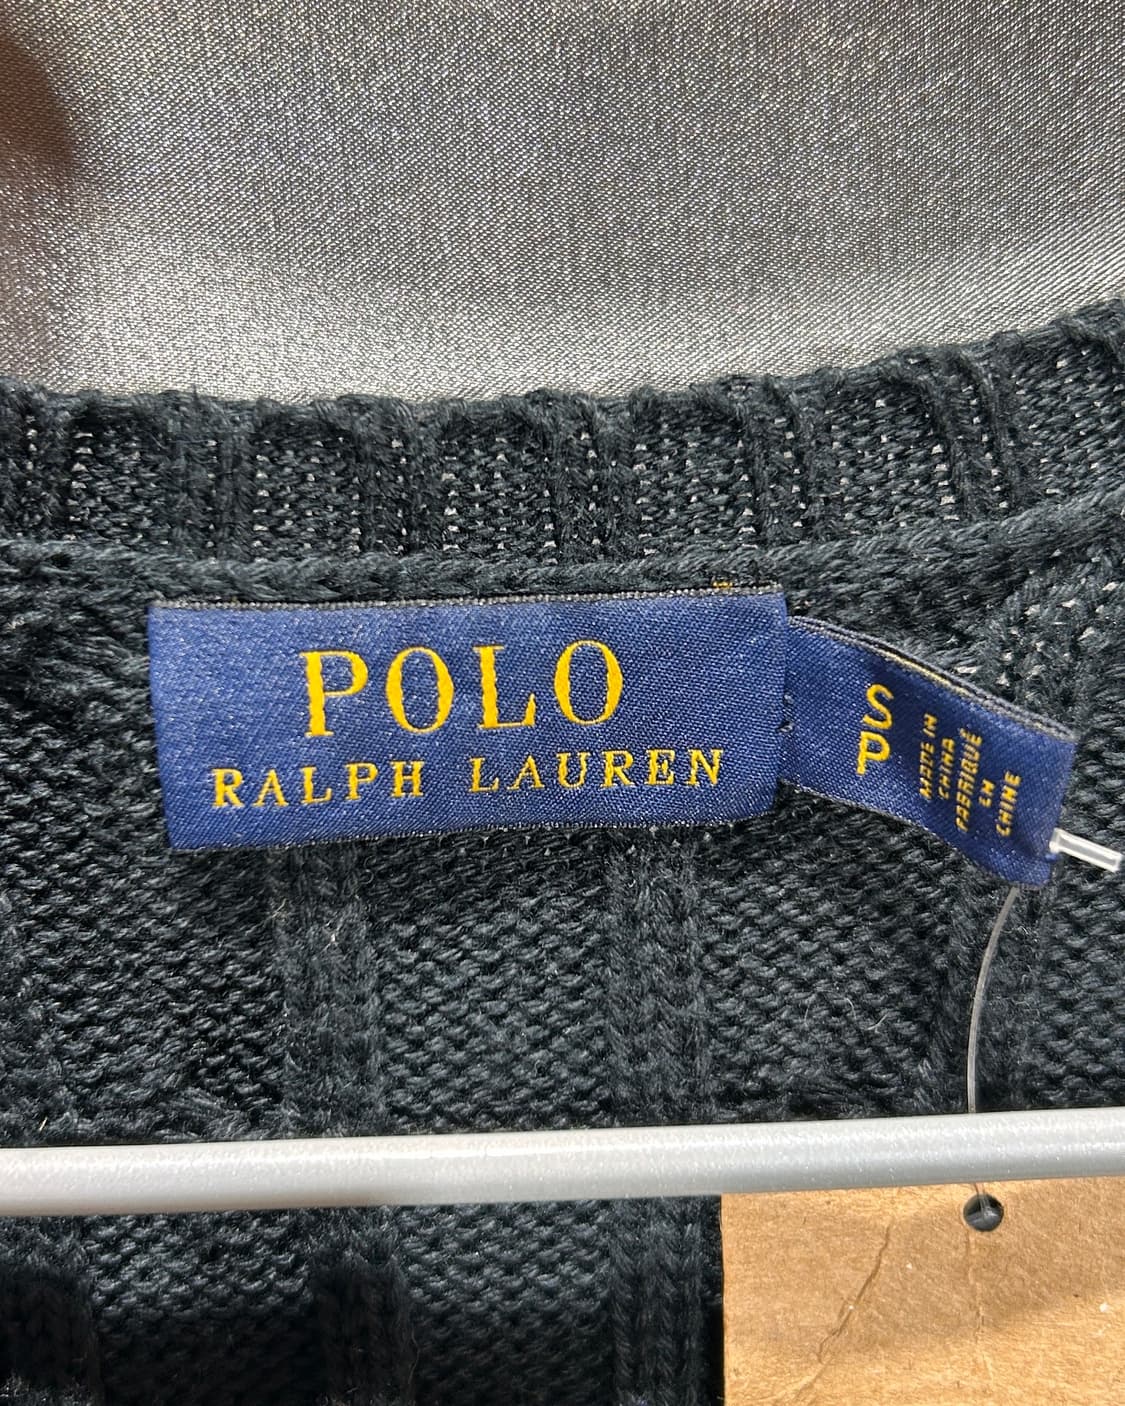 POLO
RALPH LAUREN
S
P
MADE IN
CHINA
FABRIQUÉ
EN
CHINE